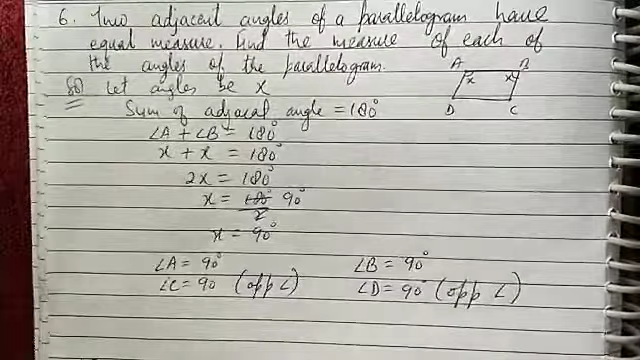 6. Two adjacent angles of a parallelogram have
equal measure. Find the measure of each of
the angles of the parallelogram.
A B
Sol Let angles be x
x x
Sum of adjacent angle = 180°
D C
∠A + ∠B = 180°
x + x = 180°
2x = 180°
x = 180° 90°
2
x = 90°
∠A = 90° ∠B = 90°
∠C = 90 (opp ∠) ∠D = 90° (opp ∠)